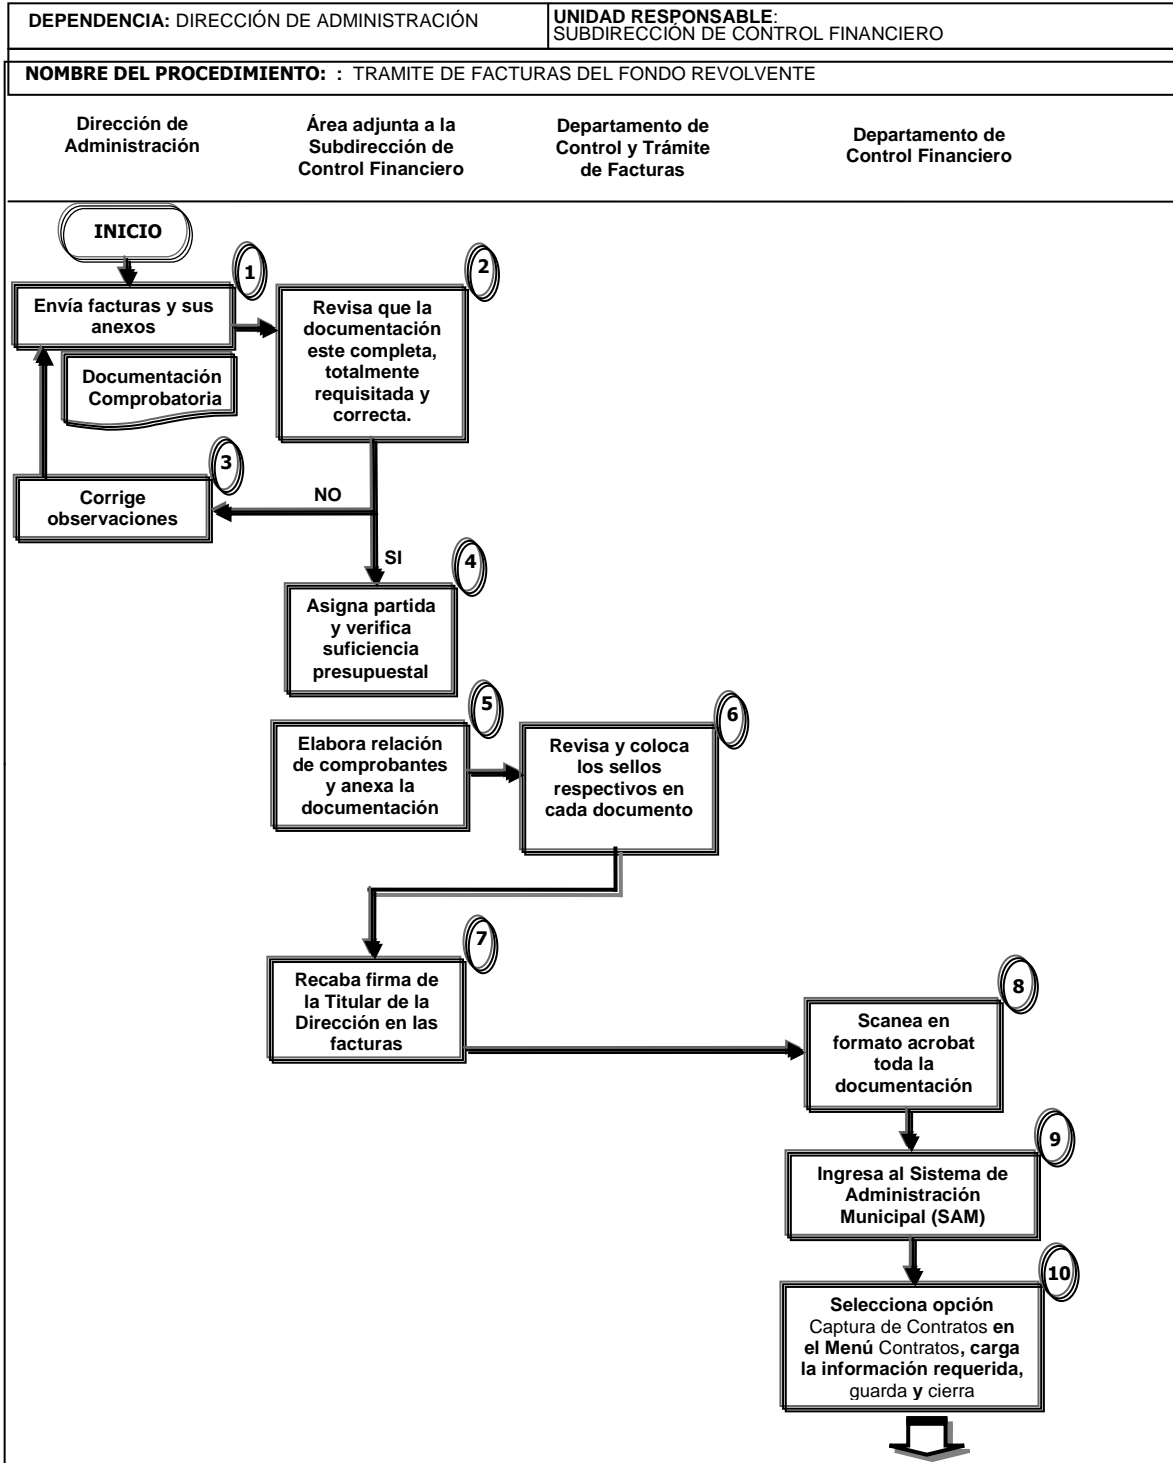 DEPENDENCIA: DIRECCIÓN DE ADMINISTRACIÓN
UNIDAD RESPONSABLE:
SUBDIRECCIÓN DE CONTROL FINANCIERO
NOMBRE DEL PROCEDIMIENTO: : TRAMITE DE FACTURAS DEL FONDO REVOLVENTE
Dirección de
Administración
Área adjunta a la
Subdirección de
Control Financiero
Departamento de
Control y Trámite
de Facturas
Departamento de
Control Financiero
INICIO
1
Envía facturas y sus
anexos
Documentación
Comprobatoria
2
Revisa que la
documentación
este completa,
totalmente
requisitada y
correcta.
3
Corrige
observaciones
NO
SI
4
Asigna partida
y verifica
suficiencia
presupuestal
5
Elabora relación
de comprobantes
y anexa la
documentación
6
Revisa y coloca
los sellos
respectivos en
cada documento
7
Recaba firma de
la Titular de la
Dirección en las
facturas
8
Scanea en
formato acrobat
toda la
documentación
9
Ingresa al Sistema de
Administración
Municipal (SAM)
10
Selecciona opción
Captura de Contratos en
el Menú Contratos, carga
la información requerida,
guarda y cierra